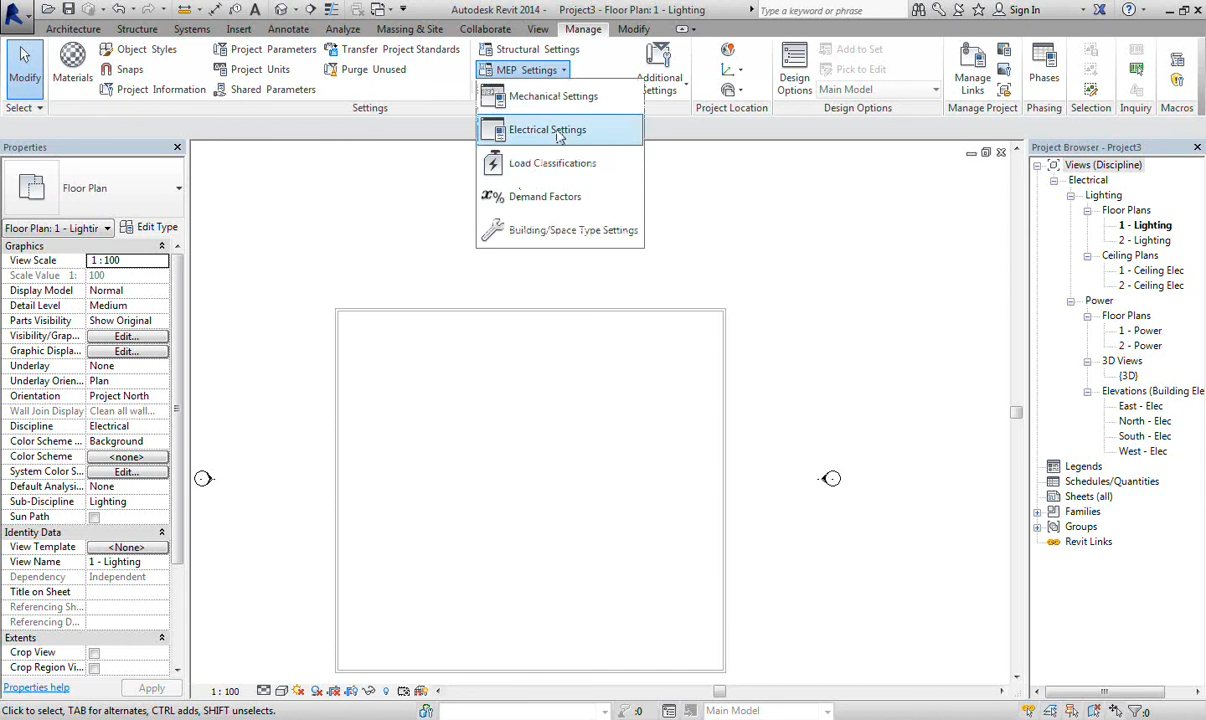 Autodesk Revit 2014 - Project3 - Floor Plan: 1 - Lighting
Type a keyword or phrase
Sign In
Architecture Structure Systems Insert Annotate Analyze Massing & Site Collaborate View Manage Modify
Modify
Materials
Object Styles
Snaps
Project Information
Project Parameters
Project Units
Shared Parameters
Transfer Project Standards
Purge Unused
Structural Settings
MEP Settings
Additional Settings
Design Options
Add to Set
Pick to Edit
Main Model
Manage Links
Phases
Select Settings Project Location Design Options Manage Project Phasing Selection Inquiry Macros
Mechanical Settings
Electrical Settings
Load Classifications
Demand Factors
Building/Space Type Settings
Properties
Floor Plan
Floor Plan: 1 - Lightir
Edit Type
Graphics
View Scale 1 : 100
Scale Value 1: 100
Display Model Normal
Detail Level Medium
Parts Visibility Show Original
Visibility/Grap... Edit...
Graphic Displa... Edit...
Underlay None
Underlay Orien... Plan
Orientation Project North
Wall Join Display Clean all wall...
Discipline Electrical
Color Scheme ... Background
Color Scheme <none>
System Color S... Edit...
Default Analysi... None
Sub-Discipline Lighting
Sun Path
Identity Data
View Template <None>
View Name 1 - Lighting
Dependency Independent
Title on Sheet
Referencing Sh...
Referencing D...
Extents
Crop View
Crop Region Vi...
Properties help
Apply
Project Browser - Project3
Views (Discipline)
Electrical
Lighting
Floor Plans
1 - Lighting
2 - Lighting
Ceiling Plans
1 - Ceiling Elec
2 - Ceiling Elec
Power
Floor Plans
1 - Power
2 - Power
3D Views
{3D}
Elevations (Building Ele
East - Elec
North - Elec
South - Elec
West - Elec
Legends
Schedules/Quantities
Sheets (all)
Families
Groups
Revit Links
1 : 100
Click to select, TAB for alternates, CTRL adds, SHIFT unselects.
:0
Main Model
:0